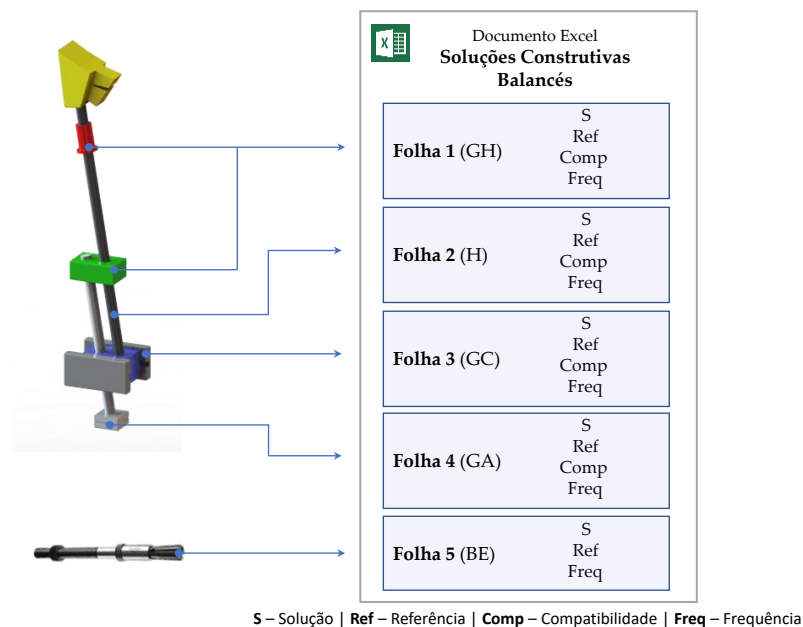 Documento Excel
Soluções Construtivas
Balancés
Folha 1 (GH)
S
Ref
Comp
Freq
Folha 2 (H)
S
Ref
Comp
Freq
Folha 3 (GC)
S
Ref
Comp
Freq
Folha 4 (GA)
S
Ref
Comp
Freq
Folha 5 (BE)
S
Ref
Freq
S – Solução | Ref – Referência | Comp – Compatibilidade | Freq – Frequência